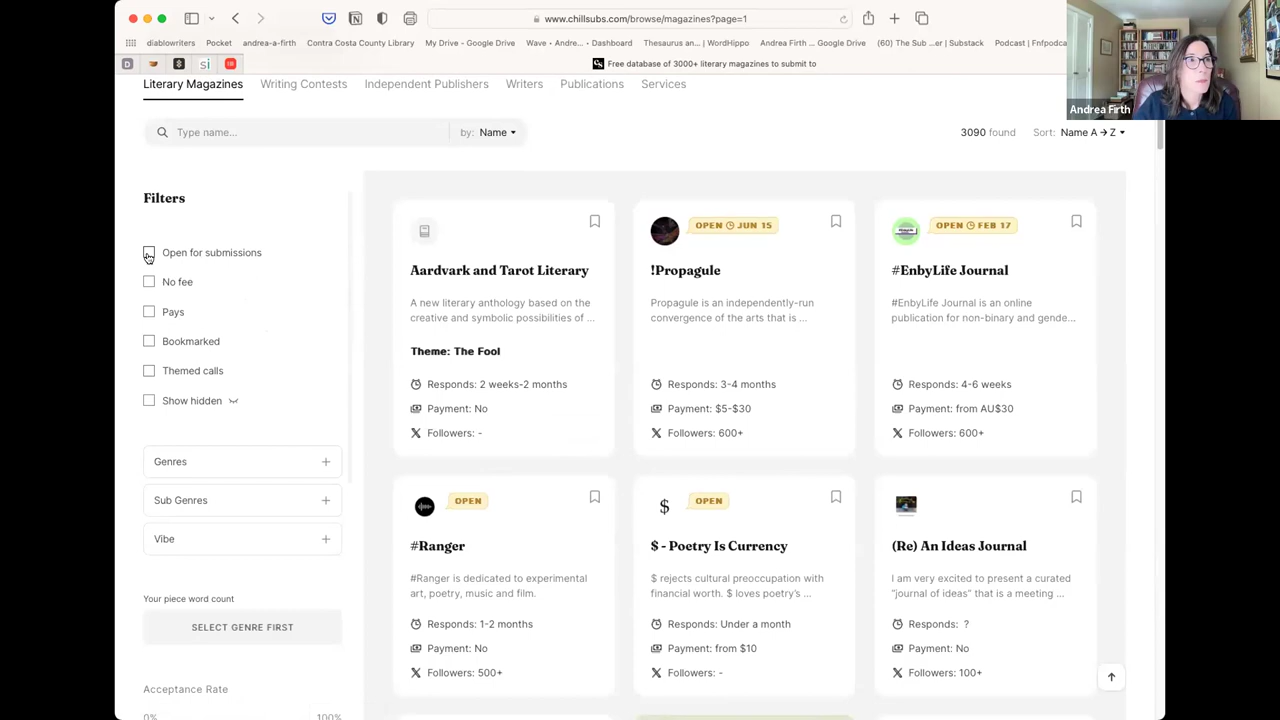 www.chillsubs.com/browse/magazines?page=1
diablowriters Pocket andrea-a-firth Contra Costa County Library My Drive - Google Drive Wave • Andre... • Dashboard Thesaurus an... | WordHippo Andrea Firth ... Google Drive (60) The Sub ...er | Substack Podcast | Fnfpodca
Free database of 3000+ literary magazines to submit to
Andrea Firth
Literary Magazines Writing Contests Independent Publishers Writers Publications Services
Type name... by: Name
3090 found Sort: Name A → Z
Filters
Open for submissions
No fee
Pays
Bookmarked
Themed calls
Show hidden
Genres +
Sub Genres +
Vibe +
Your piece word count
SELECT GENRE FIRST
Acceptance Rate
0% 100%
Aardvark and Tarot Literary
A new literary anthology based on the
creative and symbolic possibilities of ...
Theme: The Fool
Responds: 2 weeks-2 months
Payment: No
Followers: -
OPEN JUN 15
!Propagule
Propagule is an independently-run
convergence of the arts that is ...
Responds: 3-4 months
Payment: $5-$30
Followers: 600+
OPEN FEB 17
#EnbyLife Journal
#EnbyLife Journal is an online
publication for non-binary and gende...
Responds: 4-6 weeks
Payment: from AU$30
Followers: 600+
OPEN
#Ranger
#Ranger is dedicated to experimental
art, poetry, music and film.
Responds: 1-2 months
Payment: No
Followers: 500+
$ OPEN
$ - Poetry Is Currency
$ rejects cultural preoccupation with
financial worth. $ loves poetry's ...
Responds: Under a month
Payment: from $10
Followers: -
(Re) An Ideas Journal
I am very excited to present a curated
"journal of ideas" that is a meeting ...
Responds: ?
Payment: No
Followers: 100+